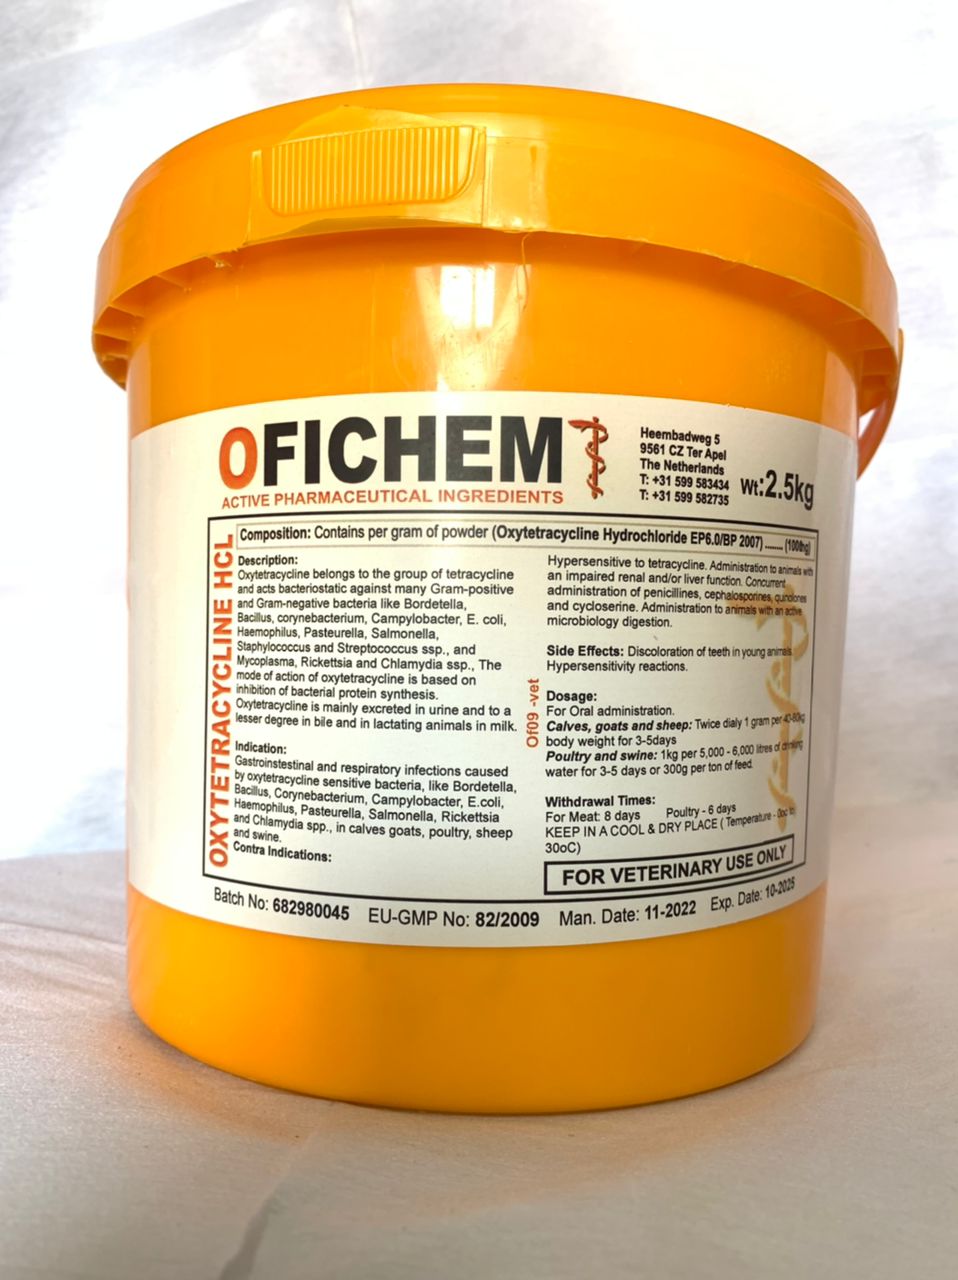 OFICHEM
ACTIVE PHARMACEUTICAL INGREDIENTS
Heembadweg 5
9561 CZ Ter Apel
The Netherlands
T: +31 599 583434
T: +31 599 582735
Wt:2.5kg
OXYTETRACYCLINE HCL
Composition: Contains per gram of powder (Oxytetracycline Hydrochloride EP6.0/BP 2007) ........
Description:
Oxytetracycline belongs to the group of tetracycline
and acts bacteriostatic against many Gram-positive
and Gram-negative bacteria like Bordetella,
Bacillus, corynebacterium, Campylobacter, E. coli,
Haemophilus, Pasteurella, Salmonella,
Staphylococcus and Streptococcus ssp., and
Mycoplasma, Rickettsia and Chlamydia ssp., The
mode of action of oxytetracycline is based on
inhibition of bacterial protein synthesis.
Oxytetracycline is mainly excreted in urine and to a
lesser degree in bile and in lactating animals in milk.
Indication:
Gastrointestinal and respiratory infections caused
by oxytetracycline sensitive bacteria, like Bordetella,
Bacillus, Corynebacterium, Campylobacter, E.coli,
Haemophilus, Pasteurella, Salmonella, Rickettsia
and Chlamydia spp., in calves goats, poultry, sheep
and swine.
Contra Indications:
Of09 -vet
Hypersensitive to tetracycline. Administration to animals with
an impaired renal and/or liver function. Concurrent
administration of penicillines, cephalosporines, quinolones
and cycloserine. Administration to animals with an active
microbiology digestion.
Side Effects: Discoloration of teeth in young animals.
Hypersensitivity reactions.
Dosage:
For Oral administration.
Calves, goats and sheep: Twice dialy 1 gram per 40-80kg
body weight for 3-5days
Poultry and swine: 1kg per 5,000 - 6,000 litres of drinking
water for 3-5 days or 300g per ton of feed.
Withdrawal Times:
For Meat: 8 days Poultry - 6 days
KEEP IN A COOL & DRY PLACE ( Temperature -
30oC)
FOR VETERINARY USE ONLY
Batch No: 682980045 EU-GMP No: 82/2009 Man. Date: 11-2022 Exp. Date: 10-2025